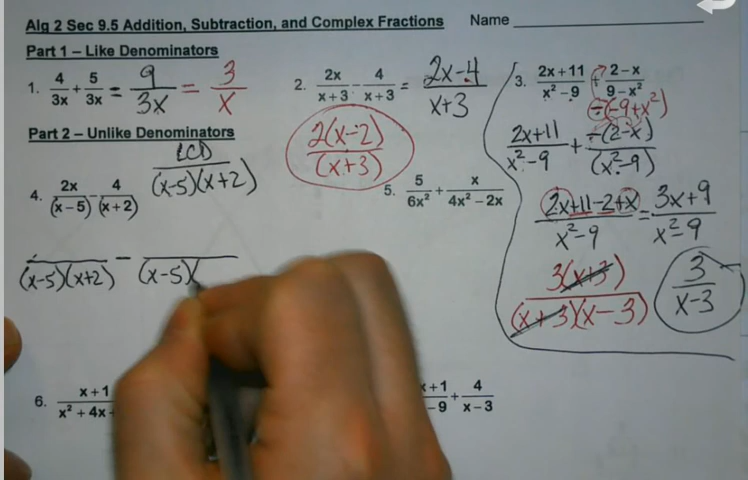 Alg 2 Sec 9.5 Addition, Subtraction, and Complex Fractions Name
Part 1 – Like Denominators
1. 4/3x + 5/3x = 9/3x = 3/x
2. 2x/x+3 - 4/x+3 = 2x-4/x+3
2(x-2)/(x+3)
3. 2x+11/x²-9 + 2-x/9-x²
(-9+x²)
2x+11/x²-9 + -(2-x)/(x²-9)
2x+11-2+x/x²-9 = 3x+9/x²-9
3(x+3)/(x+3)(x-3)
3/x-3
Part 2 – Unlike Denominators
LCD
(x-5)(x+2)
4. 2x/(x-5) - 4/(x+2)
5. 5/6x² + x/4x²-2x
(x-5)(x+2) - (x-5)(
6. x+1/x²+4x
x+1/-9 + 4/x-3